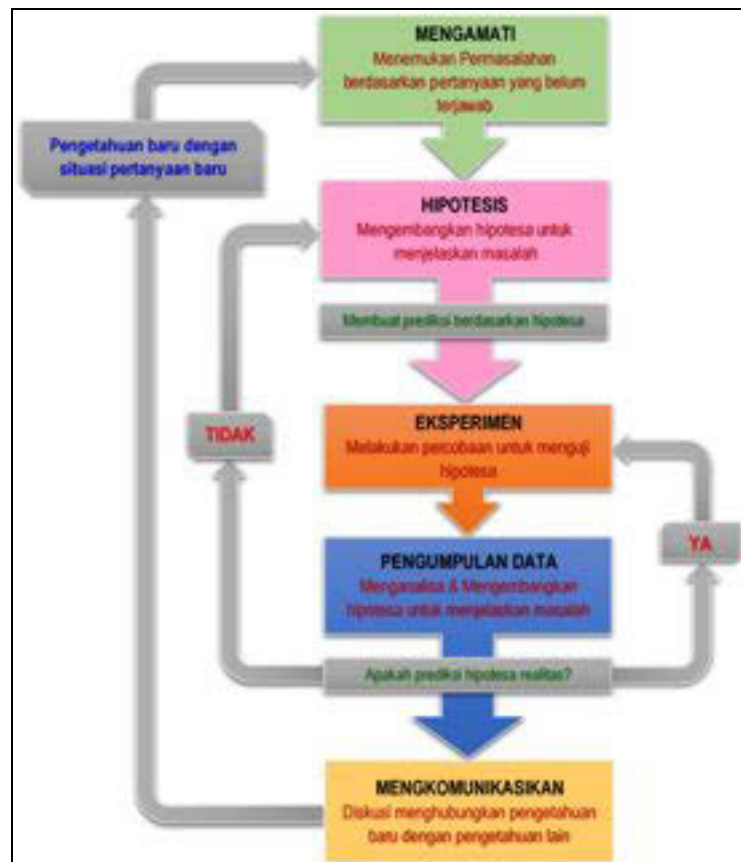 MENGAMATI
Menemukan Permasalahan
berdasarkan pertanyaan yang belum
terjawab
Pengetahuan baru dengan
situasi pertanyaan baru
HIPOTESIS
Mengembangkan hipotesa untuk
menjelaskan masalah
Membuat prediksi berdasarkan hipotesa
TIDAK
EKSPERIMEN
Melakukan percobaan untuk menguji
hipotesa
YA
PENGUMPULAN DATA
Menganalisa & Mengembangkan
hipotesa untuk menjelaskan masalah
Apakah prediksi hipotesa realitas?
MENGKOMUNIKASIKAN
Diskusi menghubungkan pengetahuan
baru dengan pengetahuan lain